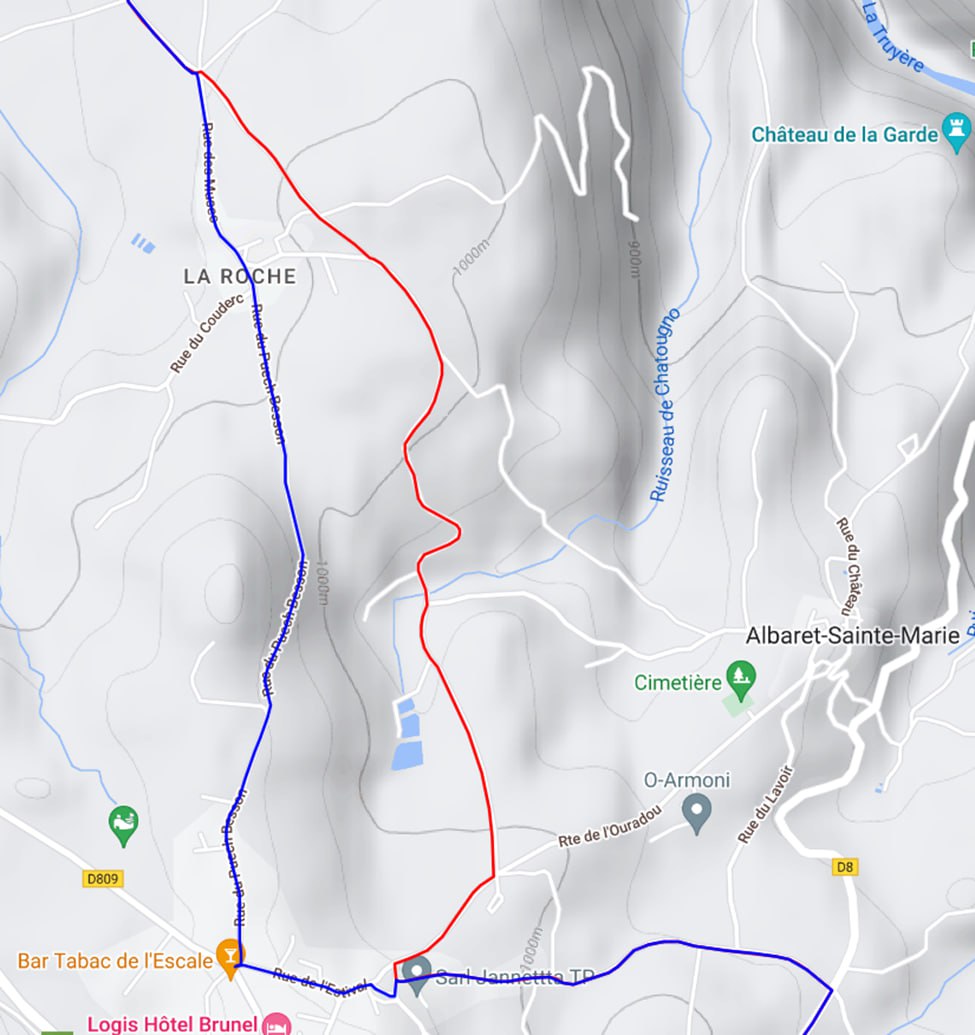 La Truyère
Château de la Garde
Rue des Muses
1000m
900m
LA ROCHE
Rue du Couderc
Rue du Puech Besson
Ruisseau de Chatougno
Rue du Château
1000m
Rue du Puech Besson
Albaret-Sainte-Marie
Cimetière
O-Armoni
Rte de l'Ouradou
Rue du Lavoir
Rue du Puech Besson
D809
D8
1000m
Bar Tabac de l'Escale
Rue de l'Estival
Sarl Jannettta TP
Logis Hôtel Brunel